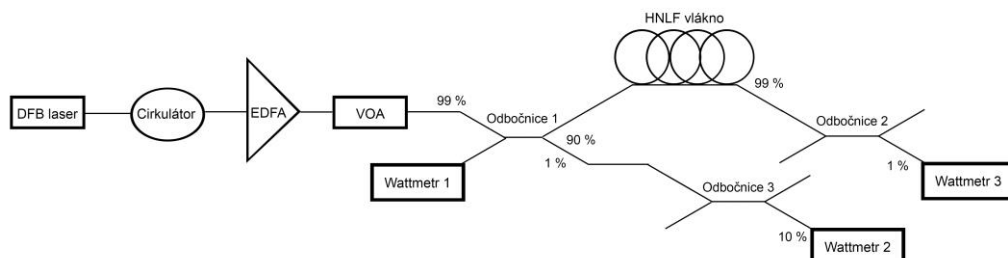 HNLF vlákno
DFB laser
Cirkulátor
EDFA
VOA
99 %
Odbočnice 1
90 %
1 %
99 %
Odbočnice 2
1 %
Wattmetr 1
Wattmetr 3
Odbočnice 3
10 %
Wattmetr 2